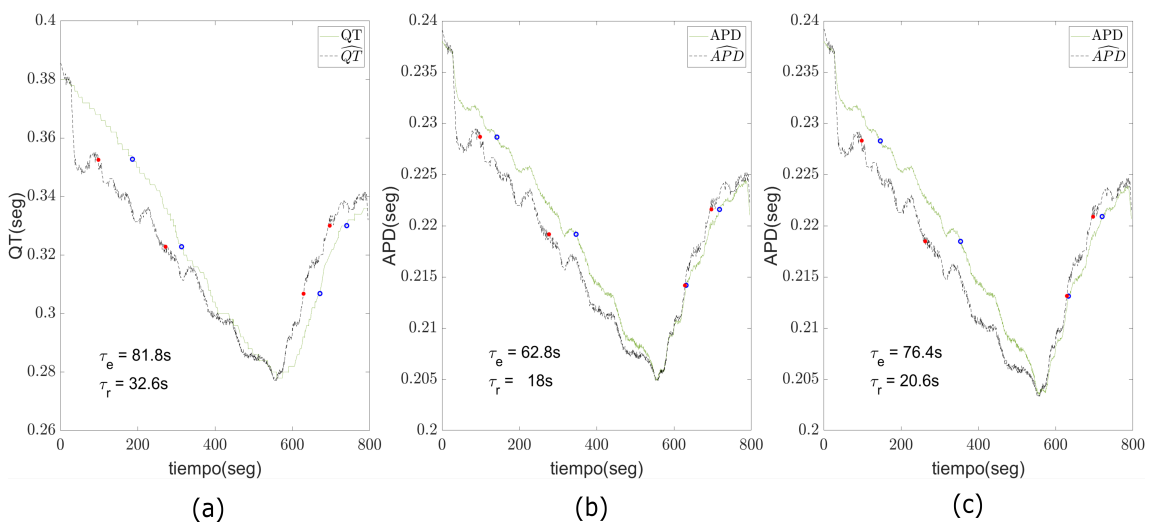 0.4
0.38
0.36
0.34
0.32
0.3
0.28
0.26
QT(seg)
QT
Q̂T̂
τe = 81.8s
τr = 32.6s
0 200 400 600 800
tiempo(seg)
(a)
0.24
0.235
0.23
0.225
0.22
0.215
0.21
0.205
0.2
APD(seg)
APD
ÂP̂D̂
τe = 62.8s
τr = 18s
0 200 400 600 800
tiempo(seg)
(b)
0.24
0.235
0.23
0.225
0.22
0.215
0.21
0.205
0.2
APD(seg)
APD
ÂP̂D̂
τe = 76.4s
τr = 20.6s
0 200 400 600 800
tiempo(seg)
(c)